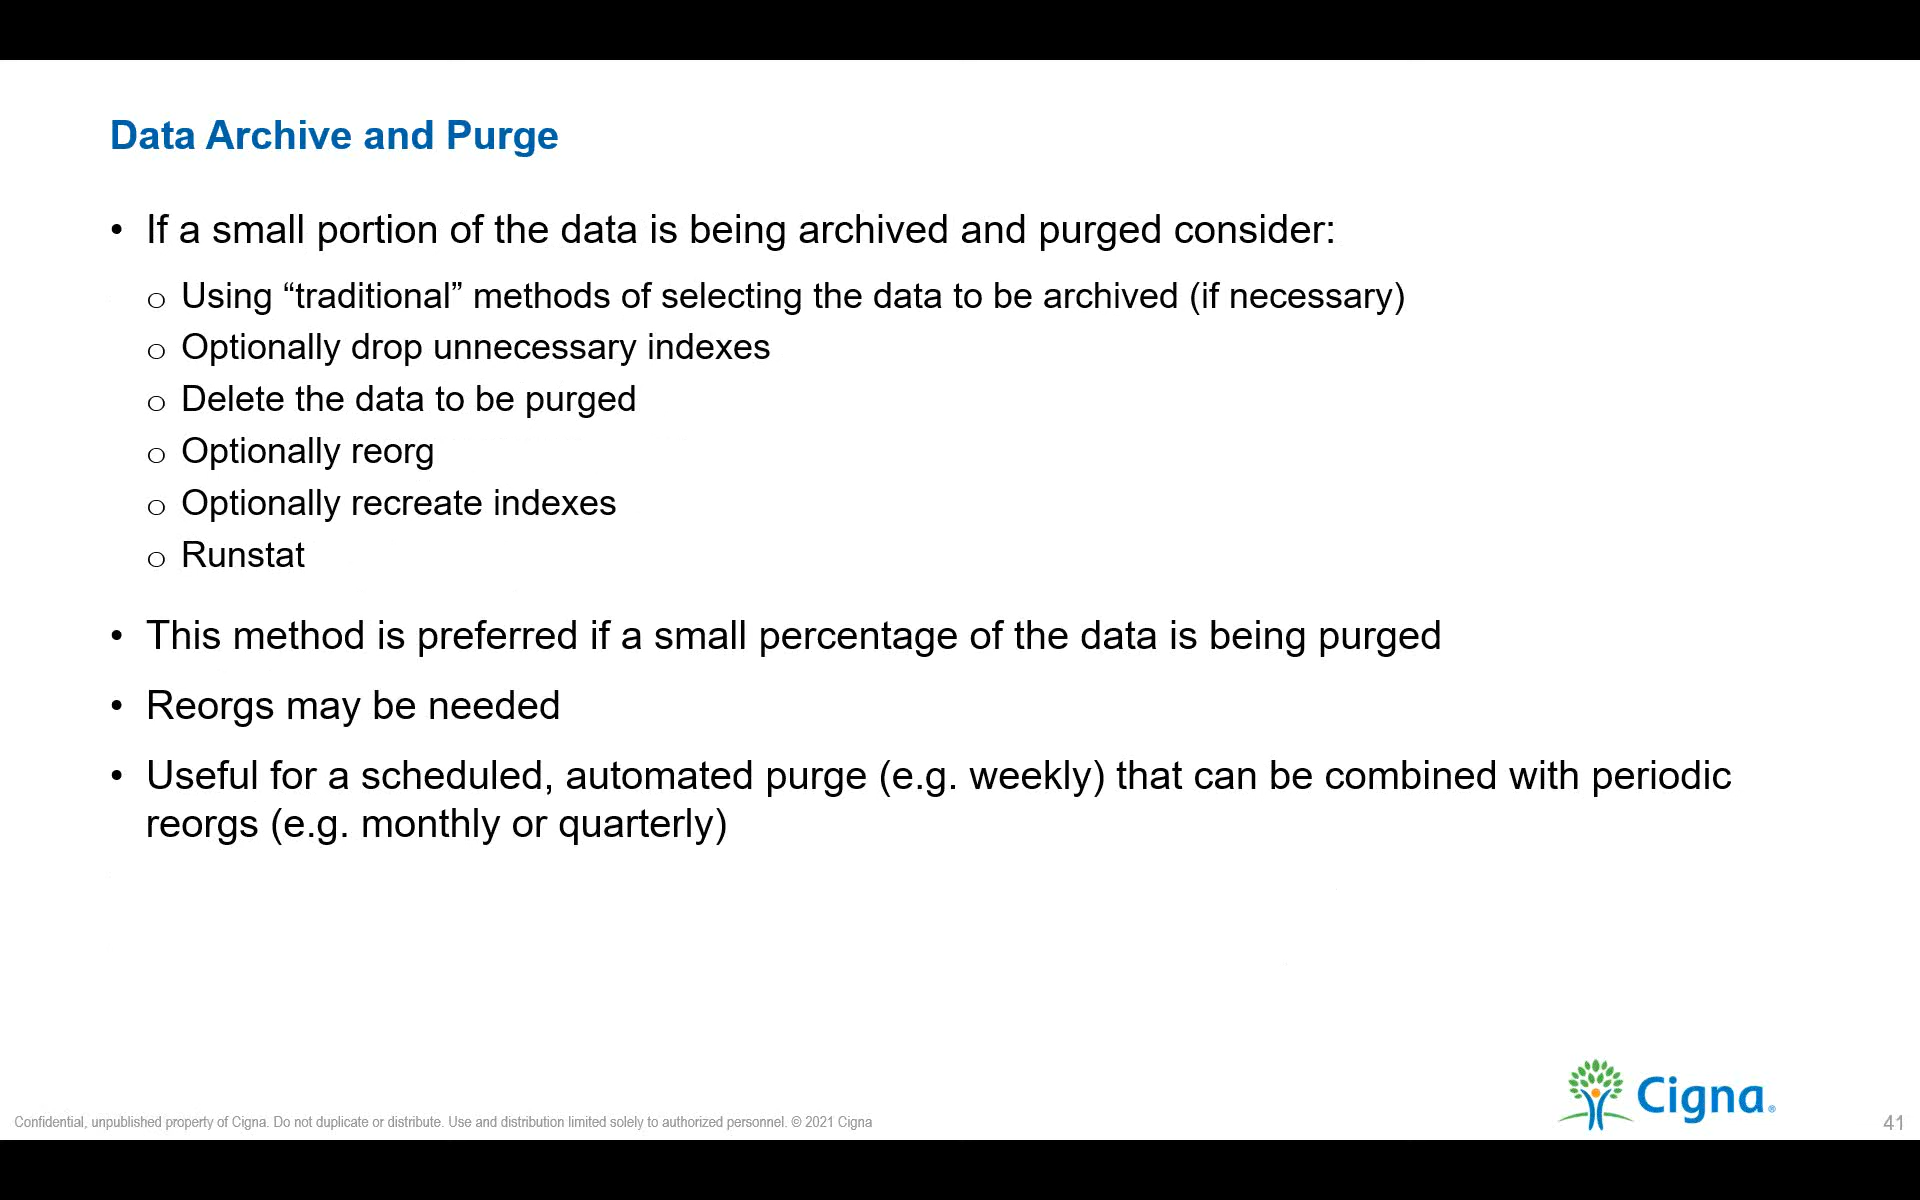 Data Archive and Purge
• If a small portion of the data is being archived and purged consider:
o Using “traditional” methods of selecting the data to be archived (if necessary)
o Optionally drop unnecessary indexes
o Delete the data to be purged
o Optionally reorg
o Optionally recreate indexes
o Runstat
• This method is preferred if a small percentage of the data is being purged
• Reorgs may be needed
• Useful for a scheduled, automated purge (e.g. weekly) that can be combined with periodic
reorgs (e.g. monthly or quarterly)
Cigna®
Confidential, unpublished property of Cigna. Do not duplicate or distribute. Use and distribution limited solely to authorized personnel. © 2021 Cigna
41